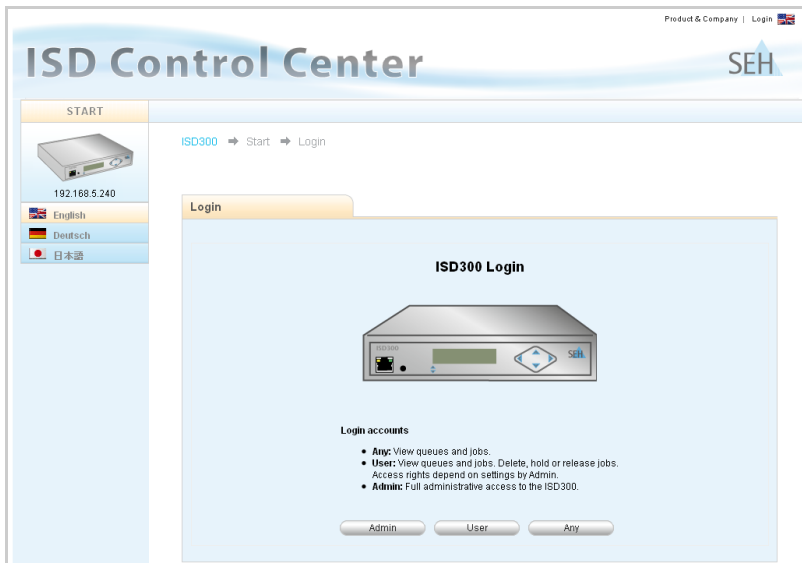 Product & Company | Login
ISD Control Center
SEH
START
ISD300 ➡ Start ➡ Login
192.168.5.240
English
Deutsch
日本語
Login
ISD300 Login
ISD300
SEH
Login accounts
• Any: View queues and jobs.
• User: View queues and jobs. Delete, hold or release jobs.
Access rights depend on settings by Admin.
• Admin: Full administrative access to the ISD300.
Admin User Any